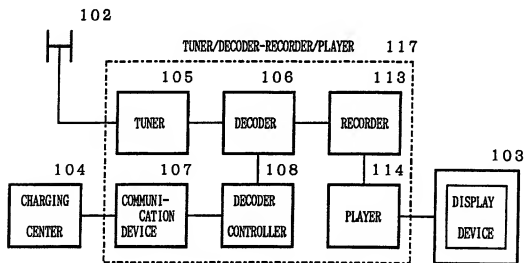 102
TUNER/DECODER-RECORDER/PLAYER 117
105 106 113
TUNER DECODER RECORDER
104 107 108 114 103
CHARGING
CENTER
COMMUNI-
CATION
DEVICE
DECODER
CONTROLLER
PLAYER
DISPLAY
DEVICE